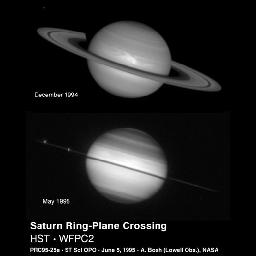 December 1994
May 1995
Saturn Ring-Plane Crossing
HST · WFPC2
PRC95-25a · ST ScI OPO · June 5, 1995 · A. Bosh (Lowell Obs.), NASA